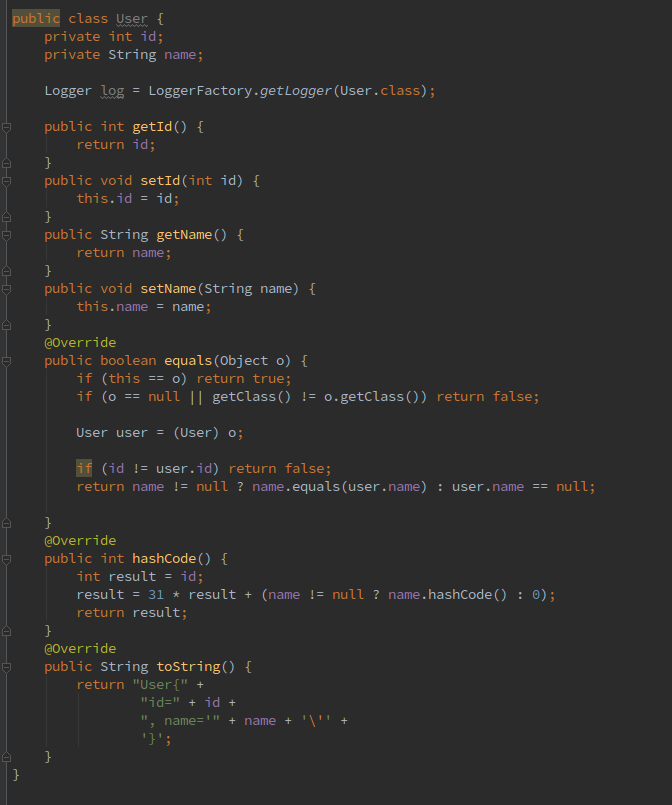 public class User {
    private int id;
    private String name;

    Logger log = LoggerFactory.getLogger(User.class);

    public int getId() {
        return id;
    }
    public void setId(int id) {
        this.id = id;
    }
    public String getName() {
        return name;
    }
    public void setName(String name) {
        this.name = name;
    }
    @Override
    public boolean equals(Object o) {
        if (this == o) return true;
        if (o == null || getClass() != o.getClass()) return false;

        User user = (User) o;

        if (id != user.id) return false;
        return name != null ? name.equals(user.name) : user.name == null;

    }
    @Override
    public int hashCode() {
        int result = id;
        result = 31 * result + (name != null ? name.hashCode() : 0);
        return result;
    }
    @Override
    public String toString() {
        return "User{" +
                "id=" + id +
                ", name='" + name + '\'' +
                '}';
    }
}